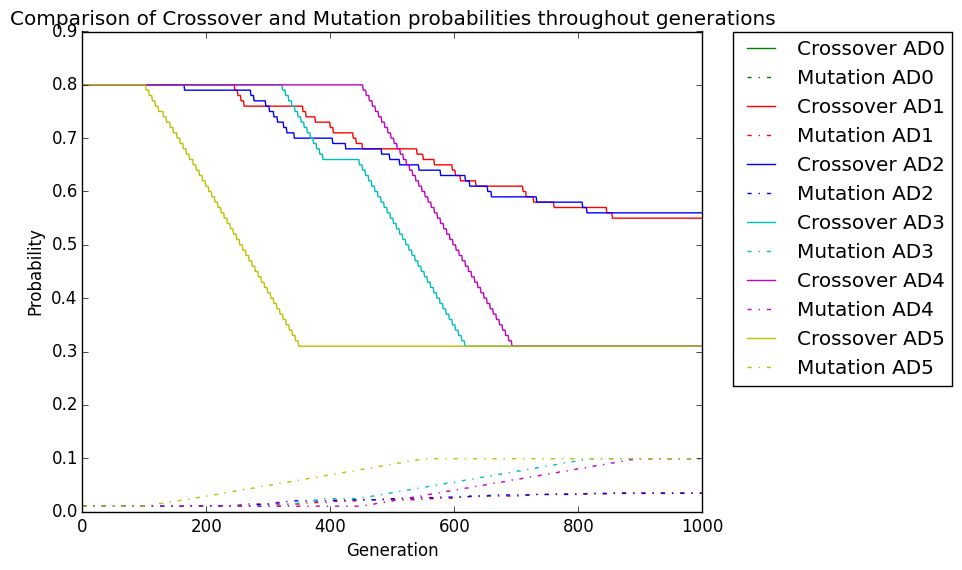 Comparison of Crossover and Mutation probabilities throughout generations
0.9
0.8
0.7
0.6
0.5
0.4
0.3
0.2
0.1
0.0
Probability
0
200
400
600
800
1000
Generation
Crossover AD0
Mutation AD0
Crossover AD1
Mutation AD1
Crossover AD2
Mutation AD2
Crossover AD3
Mutation AD3
Crossover AD4
Mutation AD4
Crossover AD5
Mutation AD5